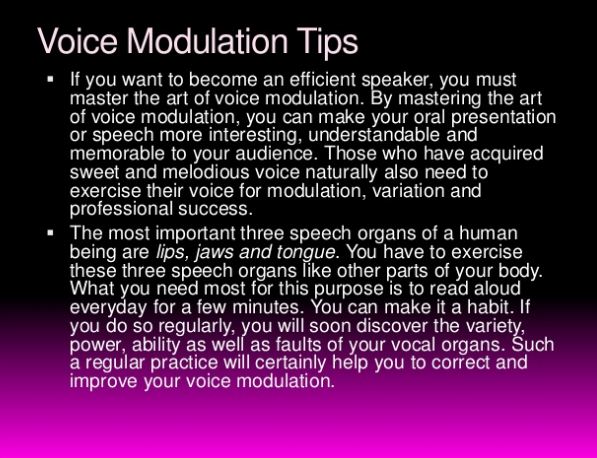 Voice Modulation Tips
▪ If you want to become an efficient speaker, you must
master the art of voice modulation. By mastering the art
of voice modulation, you can make your oral presentation
or speech more interesting, understandable and
memorable to your audience. Those who have acquired
sweet and melodious voice naturally also need to
exercise their voice for modulation, variation and
professional success.
▪ The most important three speech organs of a human
being are lips, jaws and tongue. You have to exercise
these three speech organs like other parts of your body.
What you need most for this purpose is to read aloud
everyday for a few minutes. You can make it a habit. If
you do so regularly, you will soon discover the variety,
power, ability as well as faults of your vocal organs. Such
a regular practice will certainly help you to correct and
improve your voice modulation.